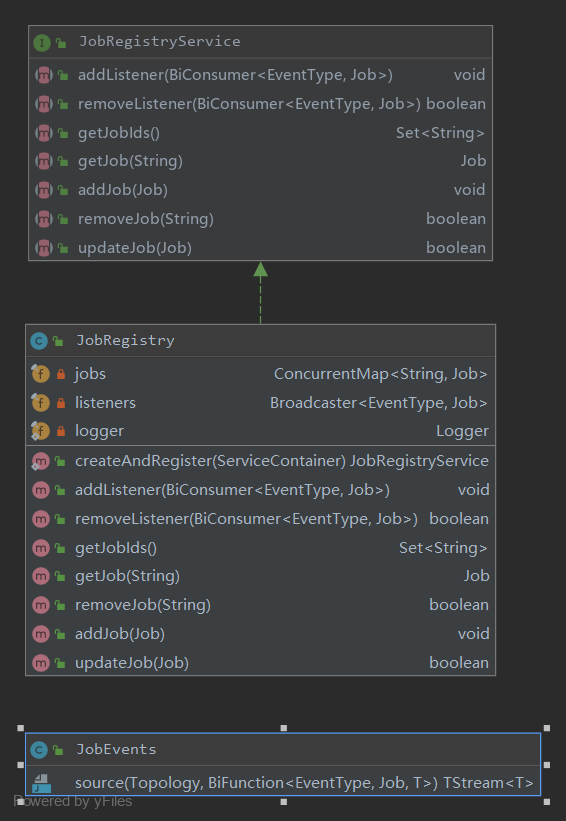 JobRegistryService
addListener(BiConsumer<EventType, Job>) void
removeListener(BiConsumer<EventType, Job>) boolean
getJobIds() Set<String>
getJob(String) Job
addJob(Job) void
removeJob(String) boolean
updateJob(Job) boolean
JobRegistry
jobs ConcurrentMap<String, Job>
listeners Broadcaster<EventType, Job>
logger Logger
createAndRegister(ServiceContainer) JobRegistryService
addListener(BiConsumer<EventType, Job>) void
removeListener(BiConsumer<EventType, Job>) boolean
getJobIds() Set<String>
getJob(String) Job
removeJob(String) boolean
addJob(Job) void
updateJob(Job) boolean
JobEvents
source(Topology, BiFunction<EventType, Job, T>) TStream<T>
Powered by yFiles